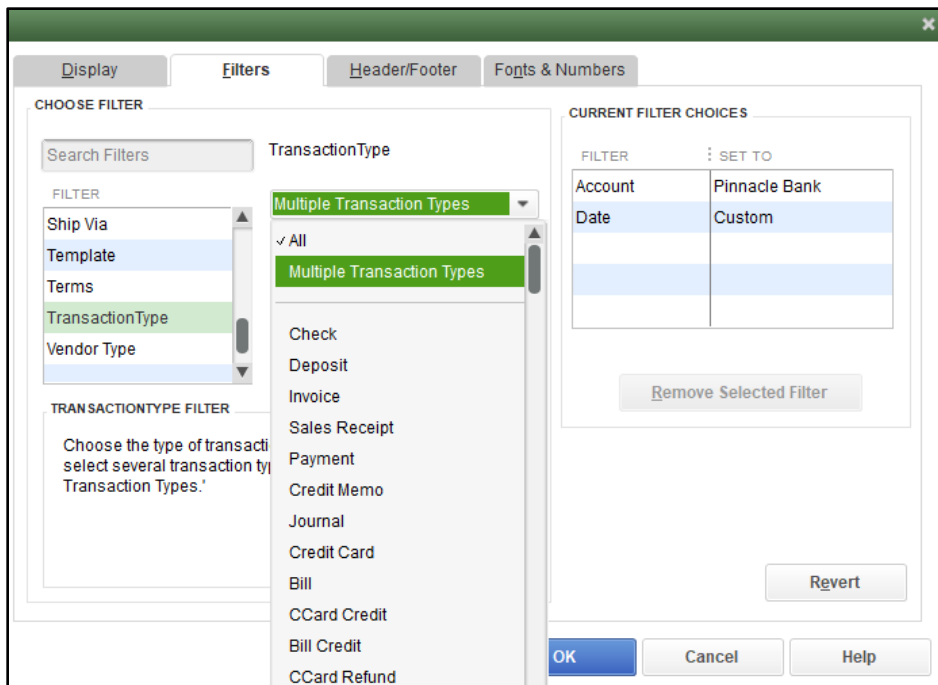 Display
Filters
Header/Footer
Fonts & Numbers
CHOOSE FILTER
Search Filters
TransactionType
FILTER
Ship Via
Template
Terms
TransactionType
Vendor Type
Multiple Transaction Types
✓ All
Multiple Transaction Types
Check
Deposit
Invoice
Sales Receipt
Payment
Credit Memo
Journal
Credit Card
Bill
CCard Credit
Bill Credit
CCard Refund
TRANSACTIONTYPE FILTER
Choose the type of transacti
select several transaction ty
Transaction Types.'
CURRENT FILTER CHOICES
FILTER SET TO
Account Pinnacle Bank
Date Custom
Remove Selected Filter
Revert
OK
Cancel
Help